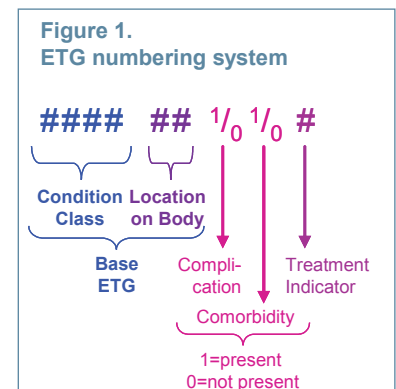 Figure 1.
ETG numbering system
#### ## 1/0 1/0 #
Condition Location
Class on Body
Base Compli- Treatment
ETG cation Indicator
Comorbidity
1=present
0=not present